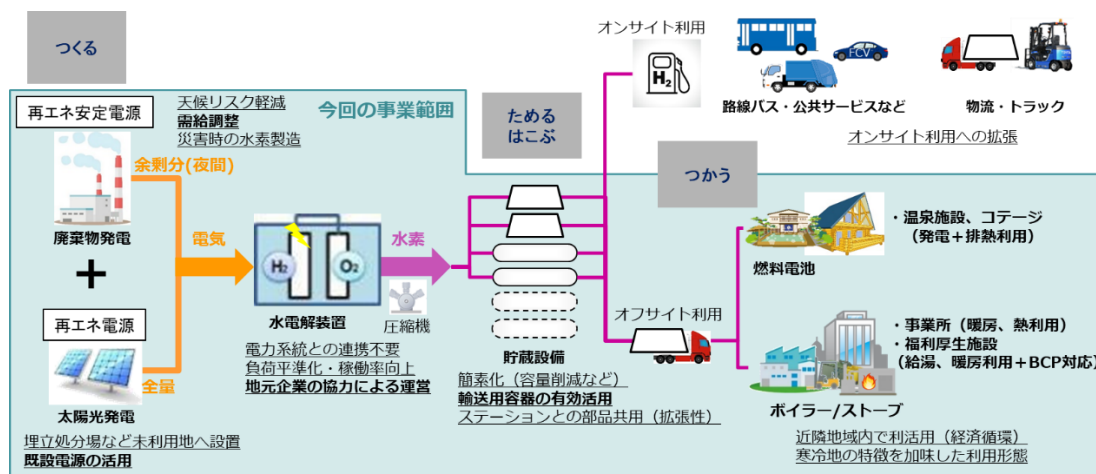 つくる
再エネ安定電源
天候リスク軽減
需給調整
災害時の水素製造
今回の事業範囲
余剰分(夜間)
廃棄物発電
+
再エネ電源
全量
太陽光発電
埋立処分場など未利用地へ設置
既設電源の活用
電気
H2
O2
水素
水電解装置
圧縮機
電力系統との連携不要
負荷平準化・稼働率向上
地元企業の協力による運営
ためる
はこぶ
貯蔵設備
簡素化（容量削減など）
輸送用容器の有効活用
ステーションとの部品共用（拡張性）
オンサイト利用
H2
FCV
路線バス・公共サービスなど
物流・トラック
オンサイト利用への拡張
つかう
オフサイト利用
燃料電池
・温泉施設、コテージ
（発電＋排熱利用）
ボイラー/ストーブ
・事業所（暖房、熱利用）
・福利厚生施設
（給湯、暖房利用＋BCP対応）
近隣地域内で利活用（経済循環）
寒冷地の特徴を加味した利用形態